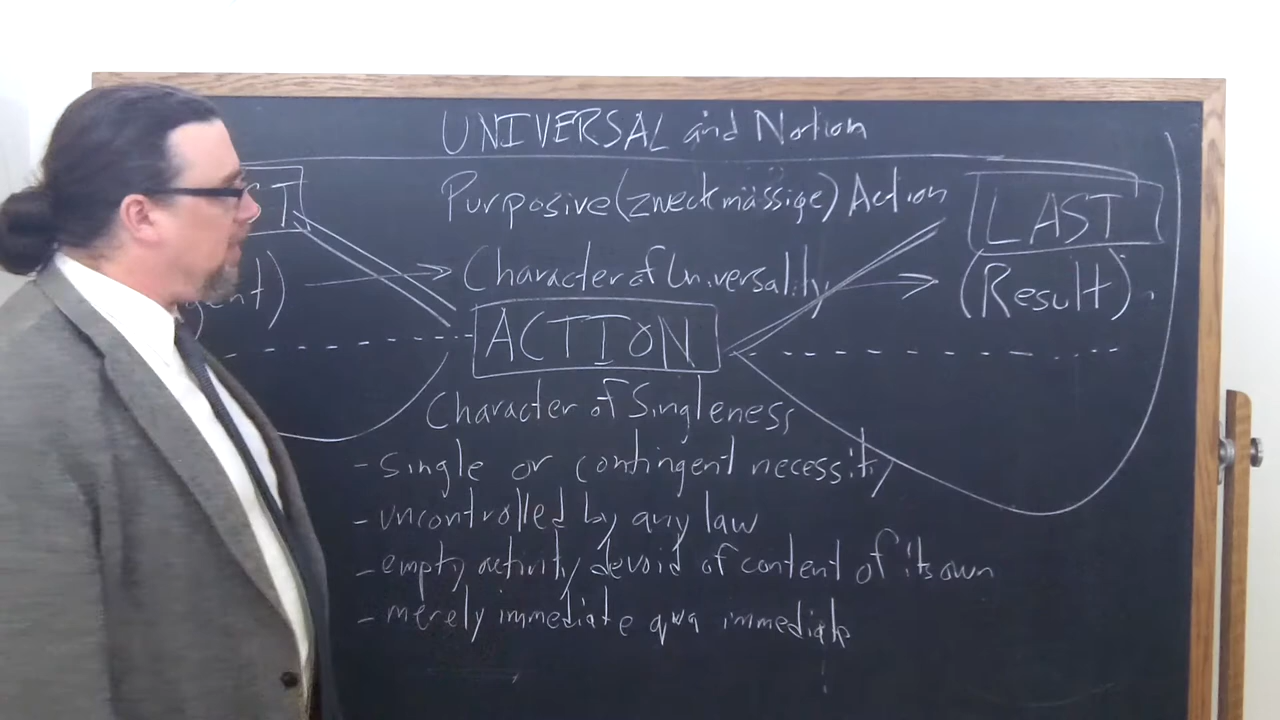 UNIVERSAL and Notion
Purposive (zweckmässige) Action
LAST
Character of Universality
(Result)
ACTION
Character of Singleness
- single or contingent necessity
- uncontrolled by any law
- empty activity devoid of content of its own
- merely immediate qua immediate